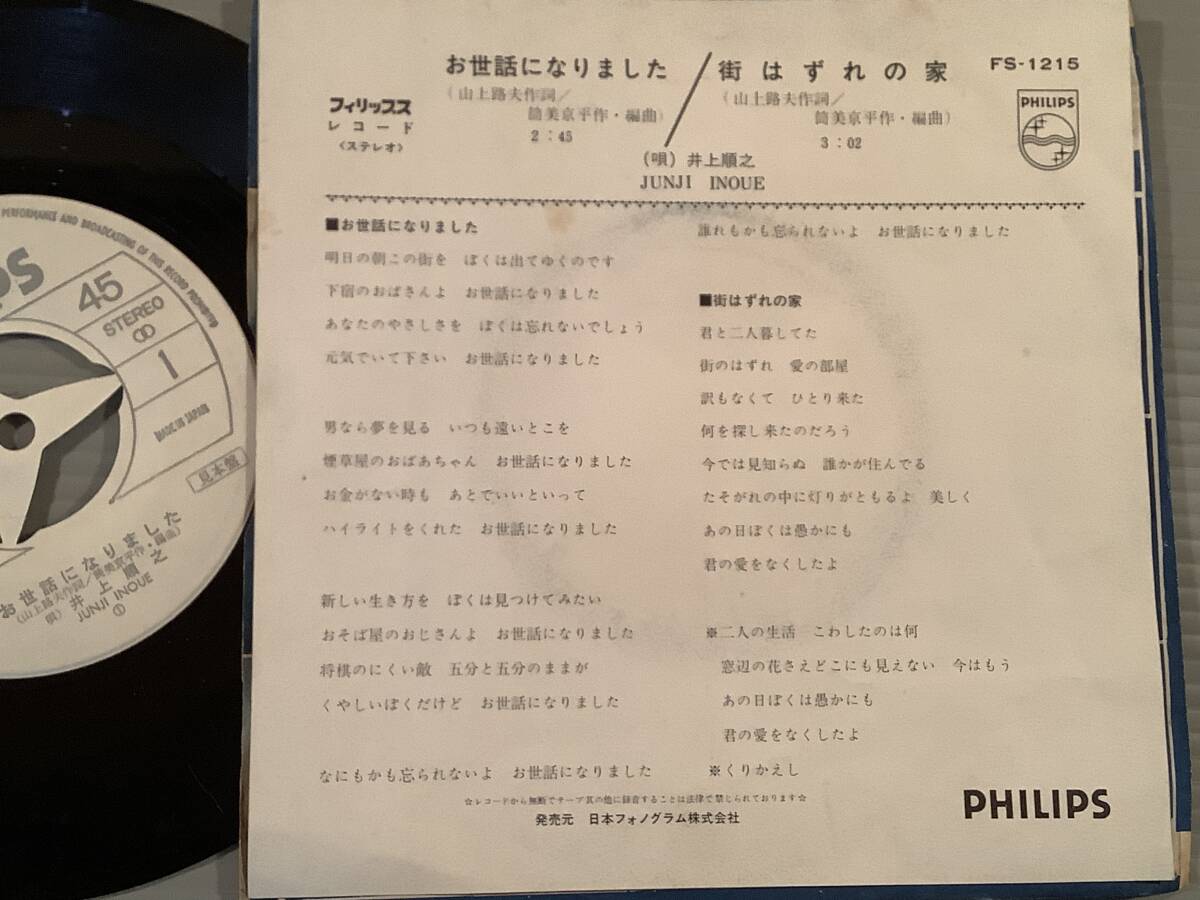 お世話になりました／街はずれの家
FS-1215
フィリップス
レコード
〈ステレオ〉
(山上路夫作詞／
筒美京平作・編曲)
2:45
(山上路夫作詞／
筒美京平作・編曲)
3:02
PHILIPS
(唄) 井上順之
JUNJI INOUE
■お世話になりました
明日の朝この街を ぼくは出てゆくのです
下宿のおばさんよ お世話になりました
あなたのやさしさを ぼくは忘れないでしょう
元気でいて下さい お世話になりました
男なら夢を見る いつも遠いとこを
煙草屋のおばあちゃん お世話になりました
お金がない時も あとでいいといって
ハイライトをくれた お世話になりました
新しい生き方を ぼくは見つけてみたい
おそば屋のおじさんよ お世話になりました
将棋のにくい敵 五分と五分のままが
くやしいぼくだけど お世話になりました
なにもかも忘られないよ お世話になりました
誰れもかも忘られないよ お世話になりました
■街はずれの家
君と二人暮してた
街のはずれ 愛の部屋
訳もなくて ひとり来た
何を探し来たのだろう
今では見知らぬ 誰かが住んでる
たそがれの中に灯りがともるよ 美しく
あの日ぼくは愚かにも
君の愛をなくしたよ
※二人の生活 こわしたのは何
窓辺の花さえどこにも見えない 今はもう
あの日ぼくは愚かにも
君の愛をなくしたよ
※くりかえし
☆レコードから無断でテープ其の他に録音することは法律で禁じられております☆
発売元 日本フォノグラム株式会社
PHILIPS
PERFORMANCE AND BROADCASTING OF THIS RECORD PROHIBITED
PS
45
STEREO
1
MADE IN JAPAN
見本盤
お世話になりました
(山上路夫作詞／筒美京平作・編曲)
唄) 井上順之
JUNJI INOUE
①